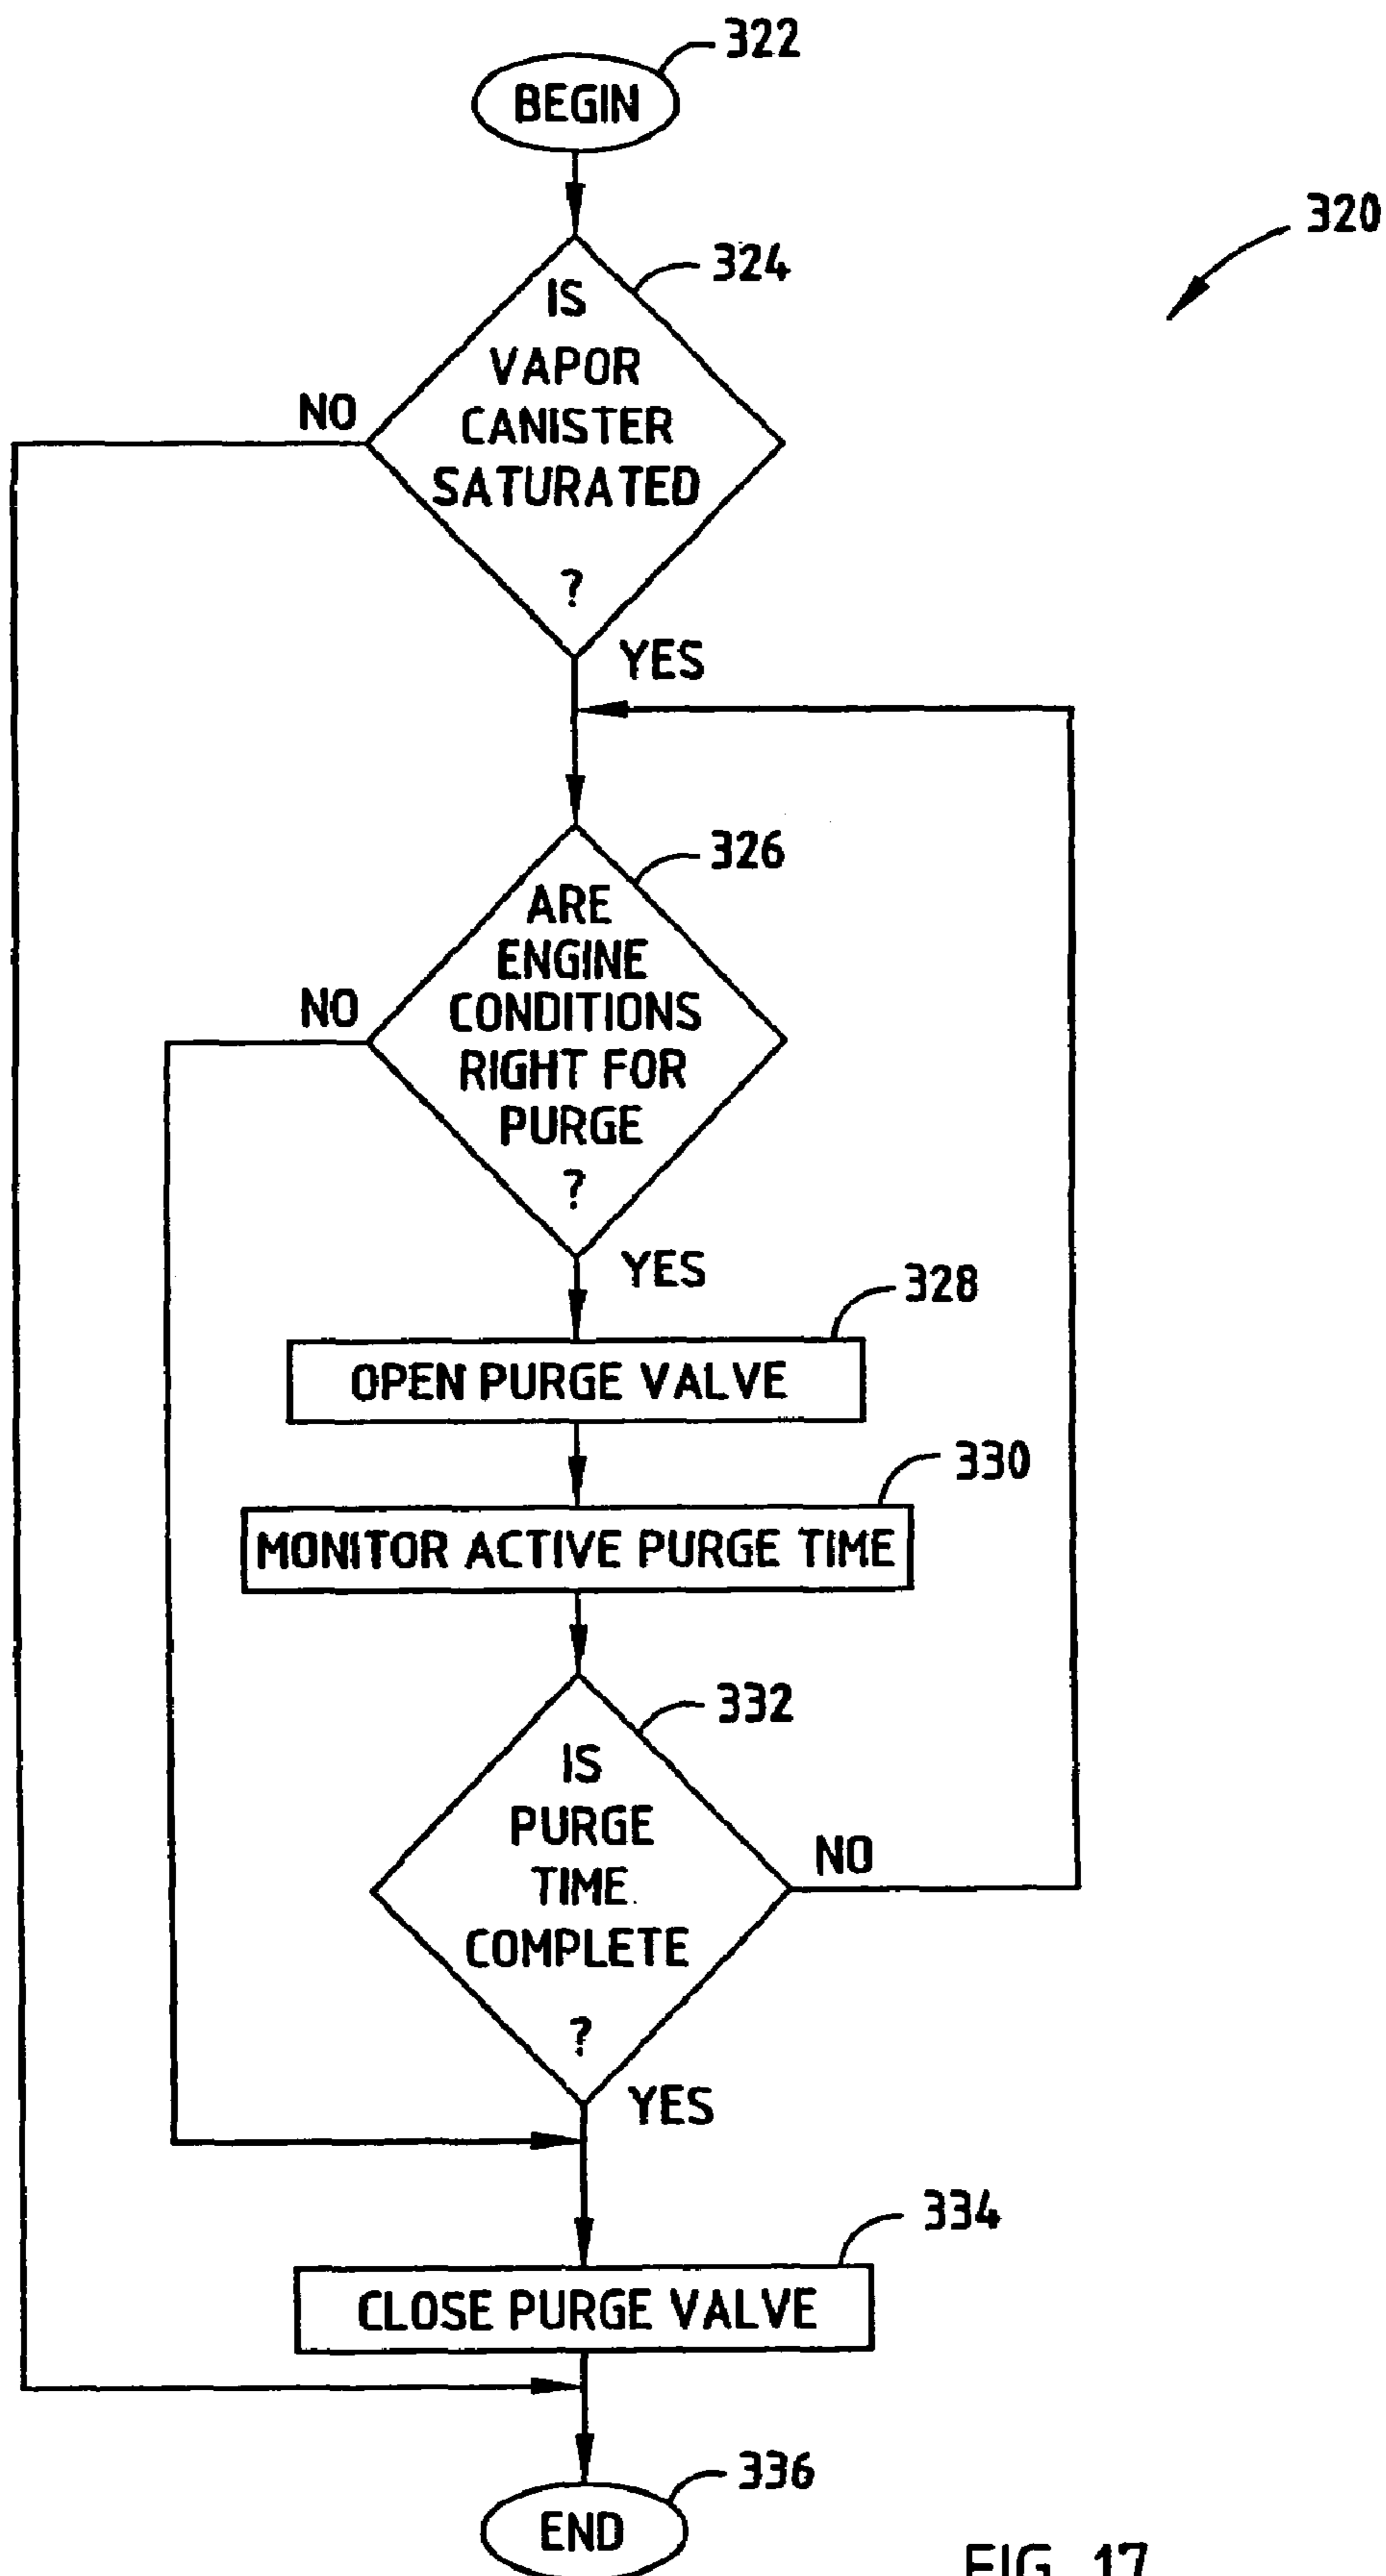 322
BEGIN
320
324
IS
VAPOR
CANISTER
SATURATED
?
NO
YES
326
ARE
ENGINE
CONDITIONS
RIGHT FOR
PURGE
?
NO
YES
328
OPEN PURGE VALVE
330
MONITOR ACTIVE PURGE TIME
332
IS
PURGE
TIME
COMPLETE
?
NO
YES
334
CLOSE PURGE VALVE
336
END
FIG. 17